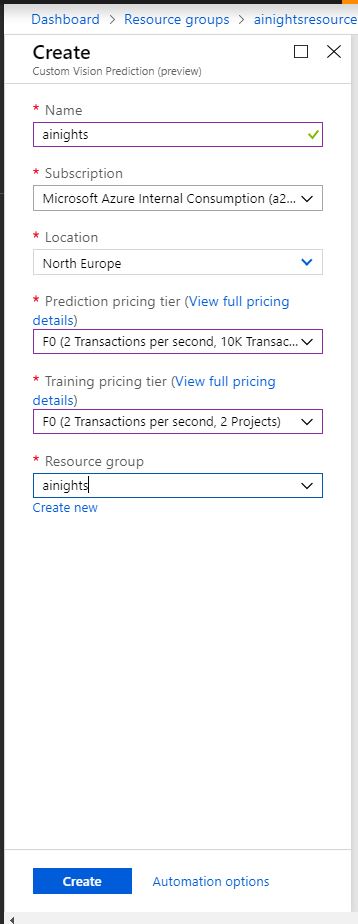 Dashboard > Resource groups > ainightsresource
Create
Custom Vision Prediction (preview)
* Name
ainights
* Subscription
Microsoft Azure Internal Consumption (a2...
* Location
North Europe
* Prediction pricing tier (View full pricing
details)
F0 (2 Transactions per second, 10K Transac...
* Training pricing tier (View full pricing
details)
F0 (2 Transactions per second, 2 Projects)
* Resource group
ainights
Create new
Create Automation options